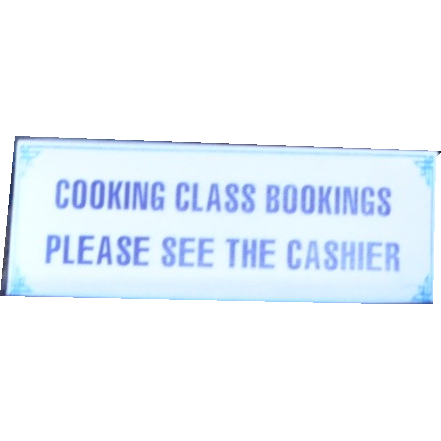 COOKING CLASS BOOKINGS
PLEASE SEE THE CASHIER